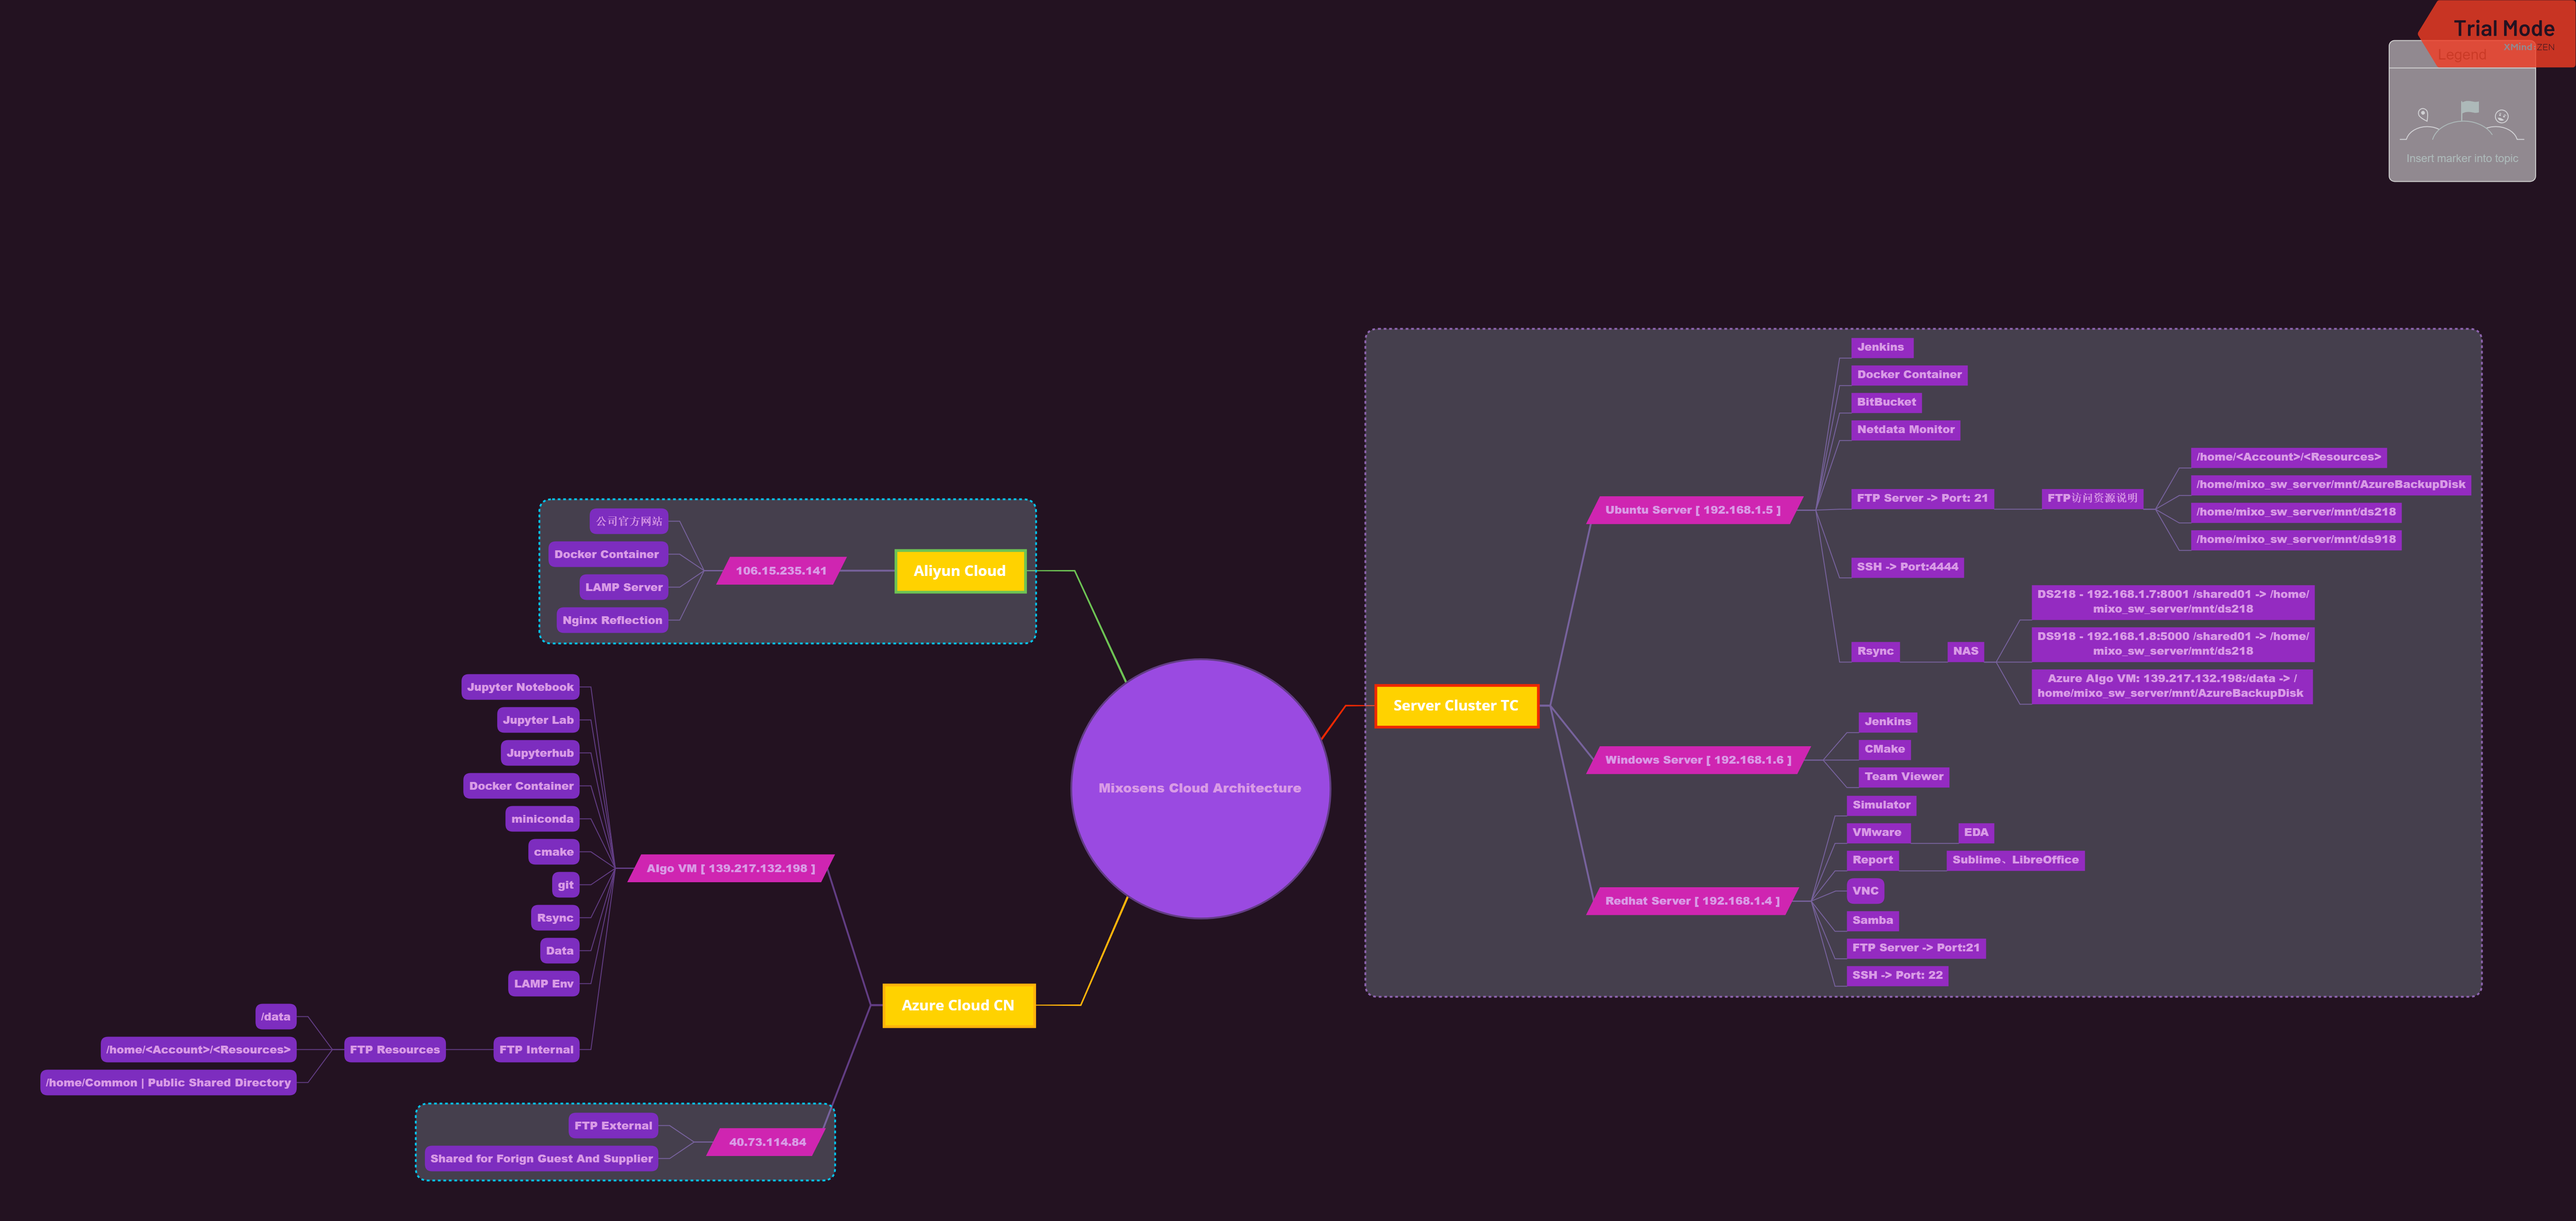 Trial Mode
XMind: ZEN
Legend
Insert marker into topic
Mixosens Cloud Architecture
Server Cluster TC
Ubuntu Server [ 192.168.1.5 ]
Jenkins
Docker Container
BitBucket
Netdata Monitor
FTP Server -> Port: 21
FTP访问资源说明
/home/<Account>/<Resources>
/home/mixo_sw_server/mnt/AzureBackupDisk
/home/mixo_sw_server/mnt/ds218
/home/mixo_sw_server/mnt/ds918
SSH -> Port:4444
Rsync
NAS
DS218 - 192.168.1.7:8001 /shared01 -> /home/
mixo_sw_server/mnt/ds218
DS918 - 192.168.1.8:5000 /shared01 -> /home/
mixo_sw_server/mnt/ds218
Azure Algo VM: 139.217.132.198:/data -> /
home/mixo_sw_server/mnt/AzureBackupDisk
Windows Server [ 192.168.1.6 ]
Jenkins
CMake
Team Viewer
Redhat Server [ 192.168.1.4 ]
Simulator
VMware
EDA
Report
Sublime、LibreOffice
VNC
Samba
FTP Server -> Port:21
SSH -> Port: 22
Aliyun Cloud
106.15.235.141
公司官方网站
Docker Container
LAMP Server
Nginx Reflection
Azure Cloud CN
Algo VM [ 139.217.132.198 ]
Jupyter Notebook
Jupyter Lab
Jupyterhub
Docker Container
miniconda
cmake
git
Rsync
Data
LAMP Env
FTP Internal
FTP Resources
/data
/home/<Account>/<Resources>
/home/Common | Public Shared Directory
40.73.114.84
FTP External
Shared for Forign Guest And Supplier